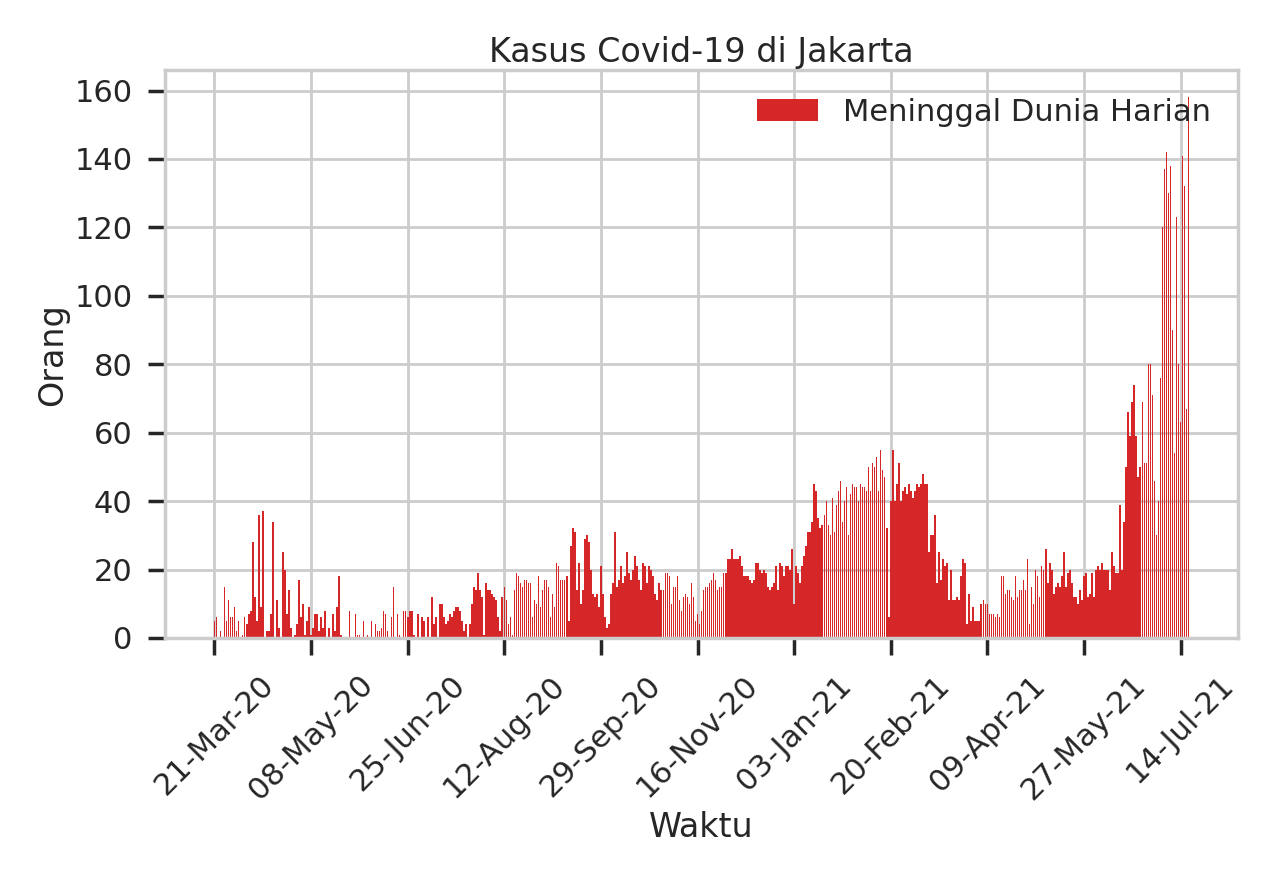 Kasus Covid-19 di Jakarta
Meninggal Dunia Harian
160
140
120
100
80
60
40
20
0
Orang
21-Mar-20
08-May-20
25-Jun-20
12-Aug-20
29-Sep-20
16-Nov-20
03-Jan-21
20-Feb-21
09-Apr-21
27-May-21
14-Jul-21
Waktu